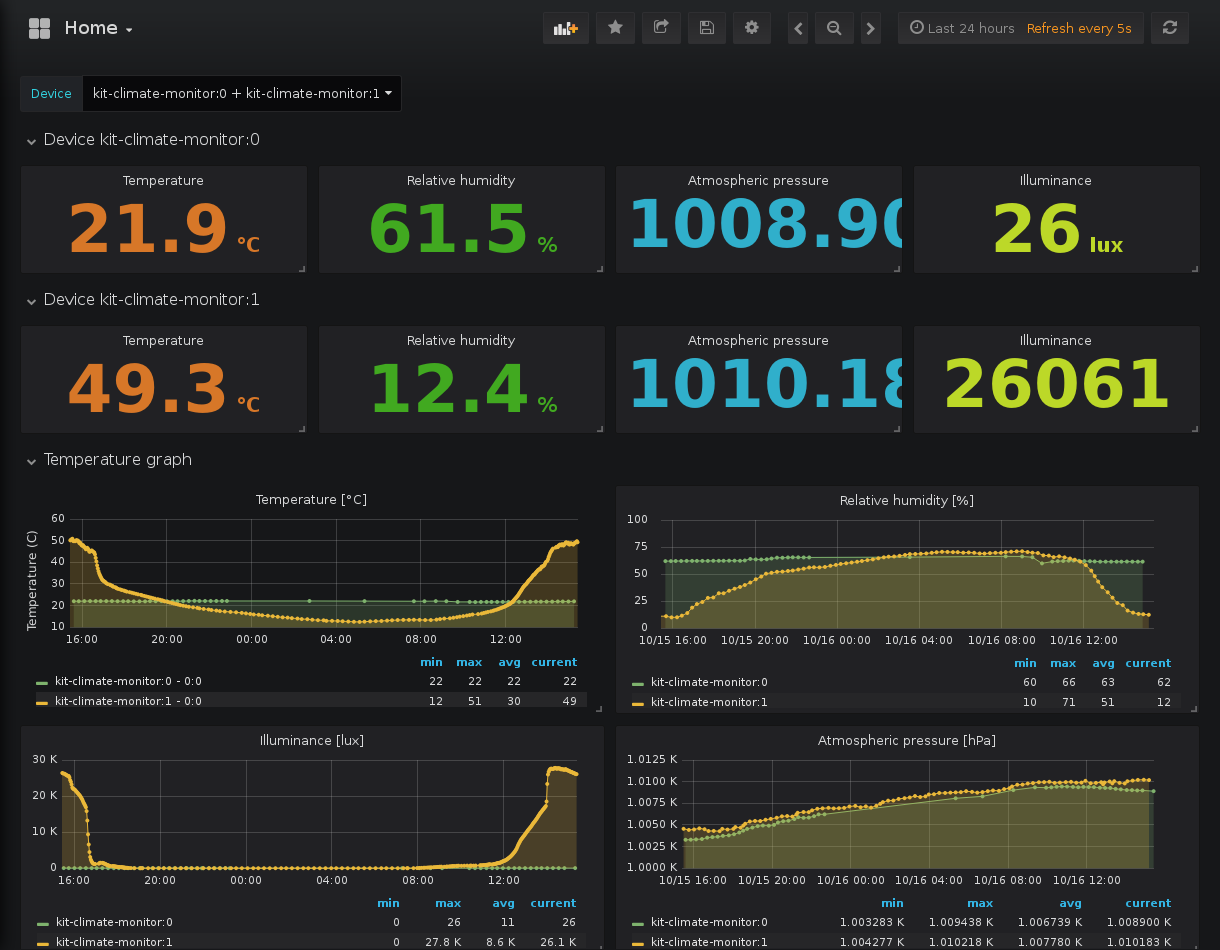 Home
Last 24 hours Refresh every 5s
Device kit-climate-monitor:0 + kit-climate-monitor:1
Device kit-climate-monitor:0
Temperature Relative humidity Atmospheric pressure Illuminance
21.9 °C 61.5 % 1008.90 26 lux
Device kit-climate-monitor:1
Temperature Relative humidity Atmospheric pressure Illuminance
49.3 °C 12.4 % 1010.18 26061
Temperature graph
Temperature [°C]
Temperature (C)
60
50
40
30
20
10
16:00 20:00 00:00 04:00 08:00 12:00
min max avg current
kit-climate-monitor:0 - 0:0 22 22 22 22
kit-climate-monitor:1 - 0:0 12 51 30 49
Relative humidity [%]
100
75
50
25
0
10/15 16:00 10/15 20:00 10/16 00:00 10/16 04:00 10/16 08:00 10/16 12:00
min max avg current
kit-climate-monitor:0 60 66 63 62
kit-climate-monitor:1 10 71 51 12
Illuminance [lux]
30 K
20 K
10 K
0
16:00 20:00 00:00 04:00 08:00 12:00
min max avg current
kit-climate-monitor:0 0 26 11 26
kit-climate-monitor:1 0 27.8 K 8.6 K 26.1 K
Atmospheric pressure [hPa]
1.0125 K
1.0100 K
1.0075 K
1.0050 K
1.0025 K
1.0000 K
10/15 16:00 10/15 20:00 10/16 00:00 10/16 04:00 10/16 08:00 10/16 12:00
min max avg current
kit-climate-monitor:0 1.003283 K 1.009438 K 1.006739 K 1.008900 K
kit-climate-monitor:1 1.004277 K 1.010218 K 1.007780 K 1.010183 K